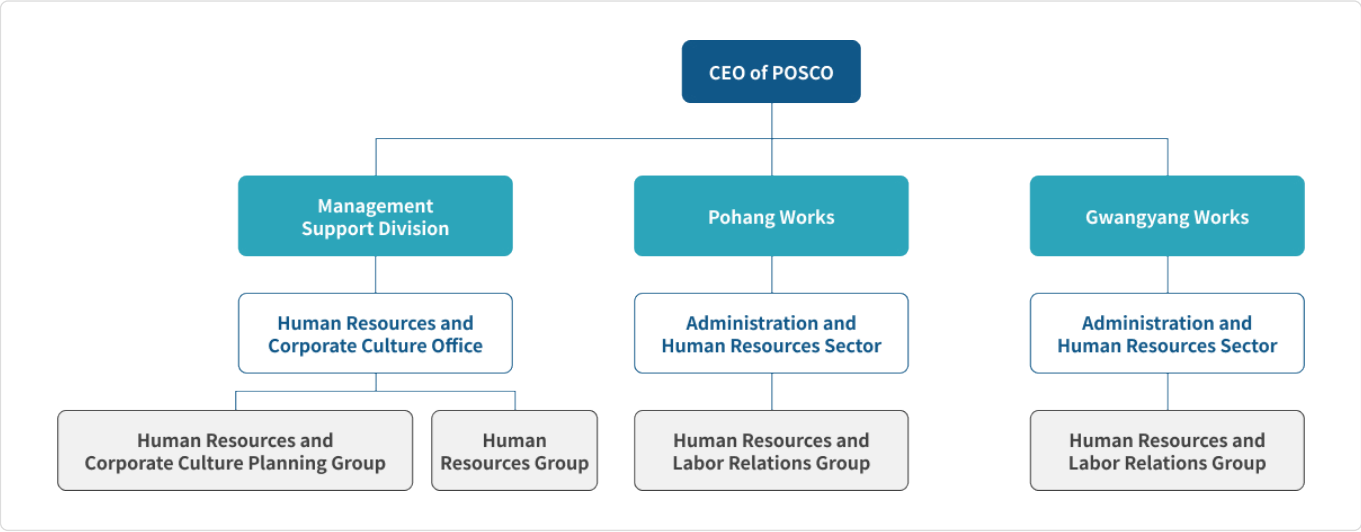 CEO of POSCO
Management
Support Division
Pohang Works
Gwangyang Works
Human Resources and
Corporate Culture Office
Administration and
Human Resources Sector
Administration and
Human Resources Sector
Human Resources and
Corporate Culture Planning Group
Human
Resources Group
Human Resources and
Labor Relations Group
Human Resources and
Labor Relations Group